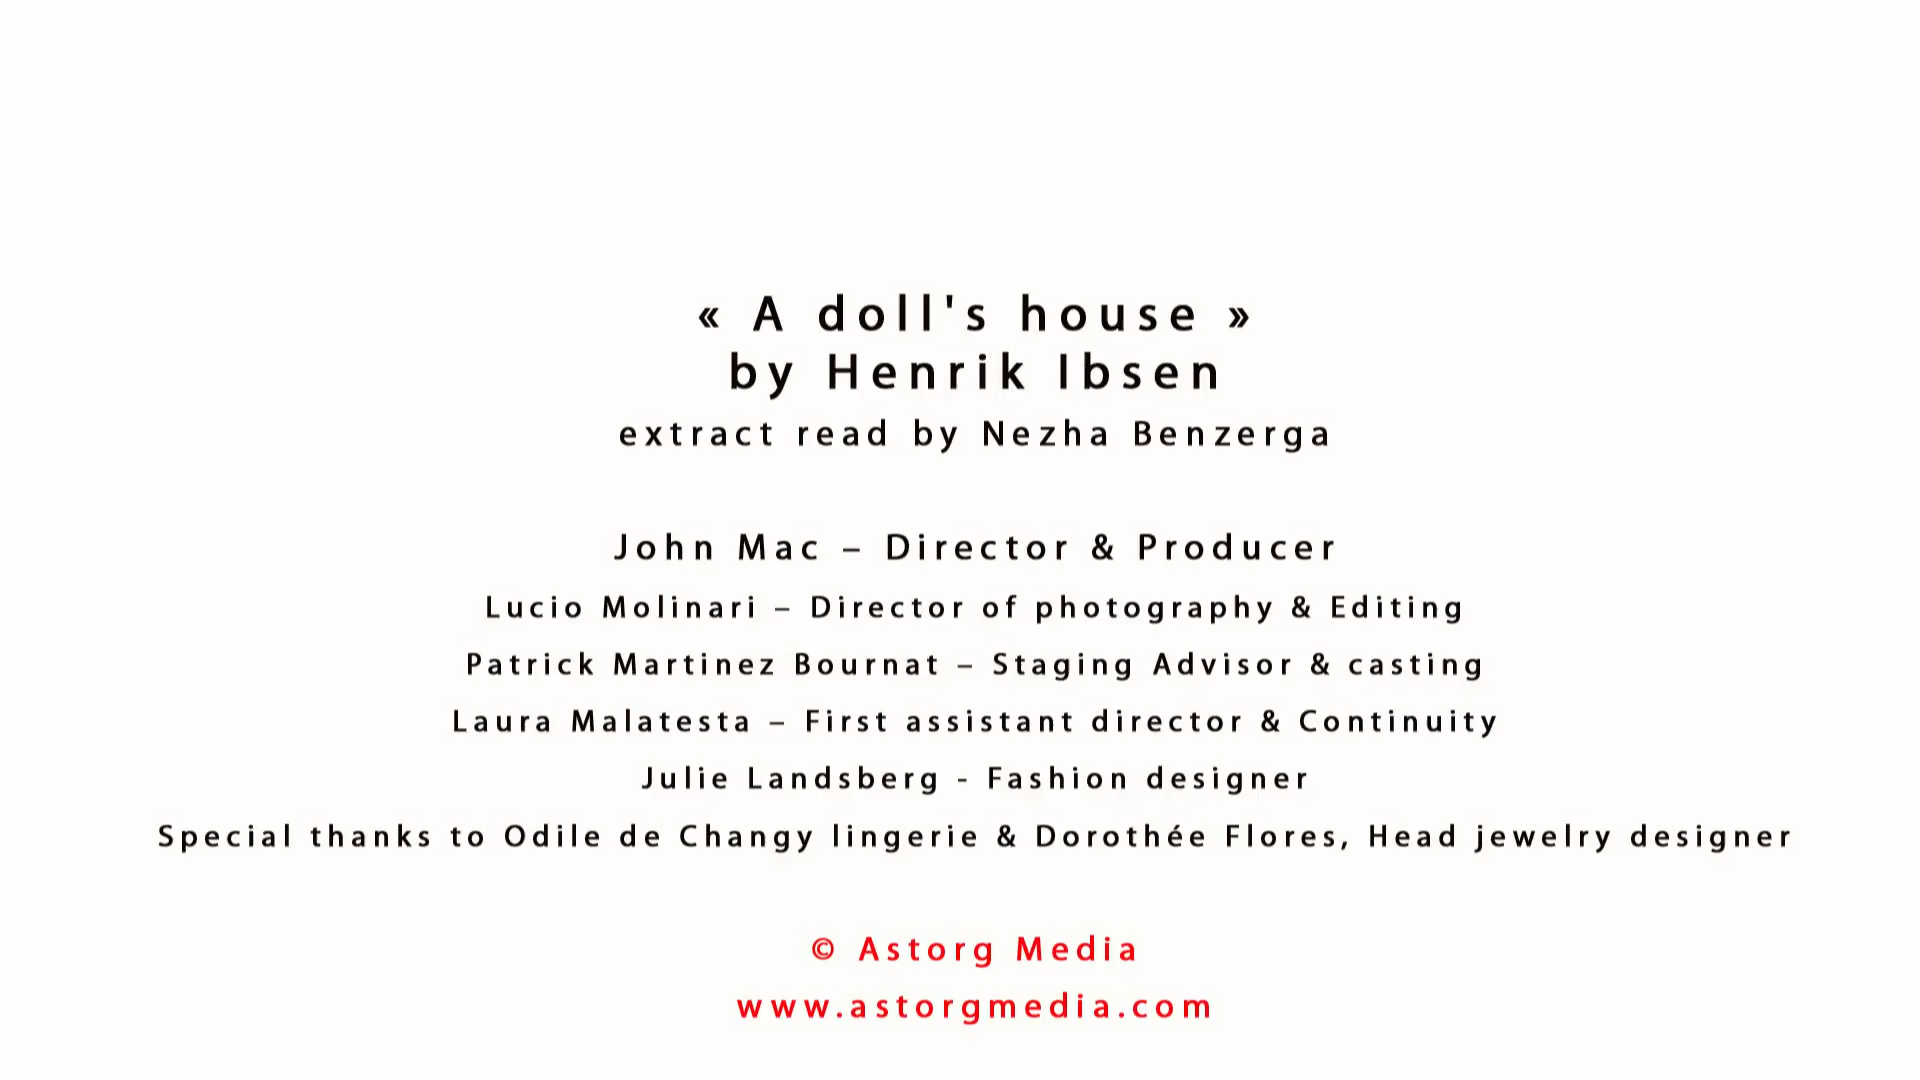 « A doll's house »
by Henrik Ibsen
extract read by Nezha Benzerga
John Mac – Director & Producer
Lucio Molinari – Director of photography & Editing
Patrick Martinez Bournat – Staging Advisor & casting
Laura Malatesta – First assistant director & Continuity
Julie Landsberg - Fashion designer
Special thanks to Odile de Changy lingerie & Dorothée Flores, Head jewelry designer
© Astorg Media
www.astorgmedia.com